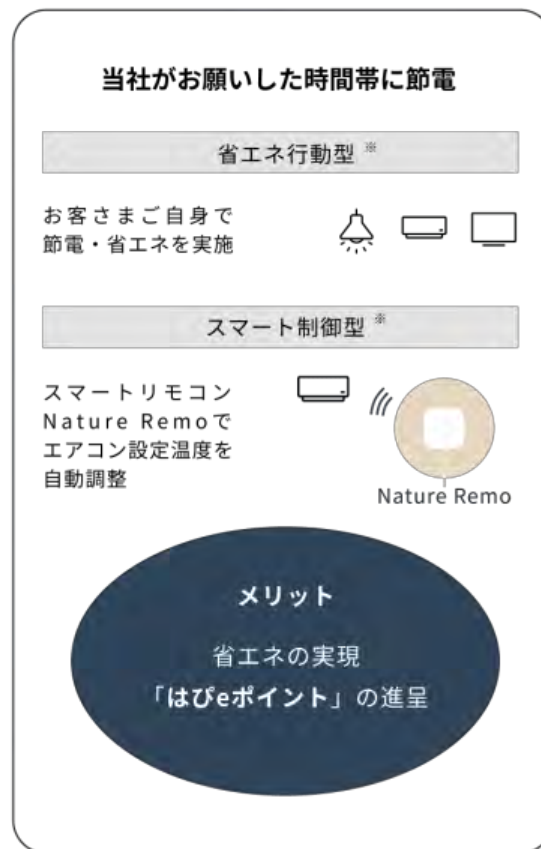 当社がお願いした時間帯に節電
省エネ行動型 ※
お客さまご自身で
節電・省エネを実施
スマート制御型 ※
スマートリモコン
Nature Remoで
エアコン設定温度を
自動調整
Nature Remo
メリット
省エネの実現
「はぴeポイント」の進呈